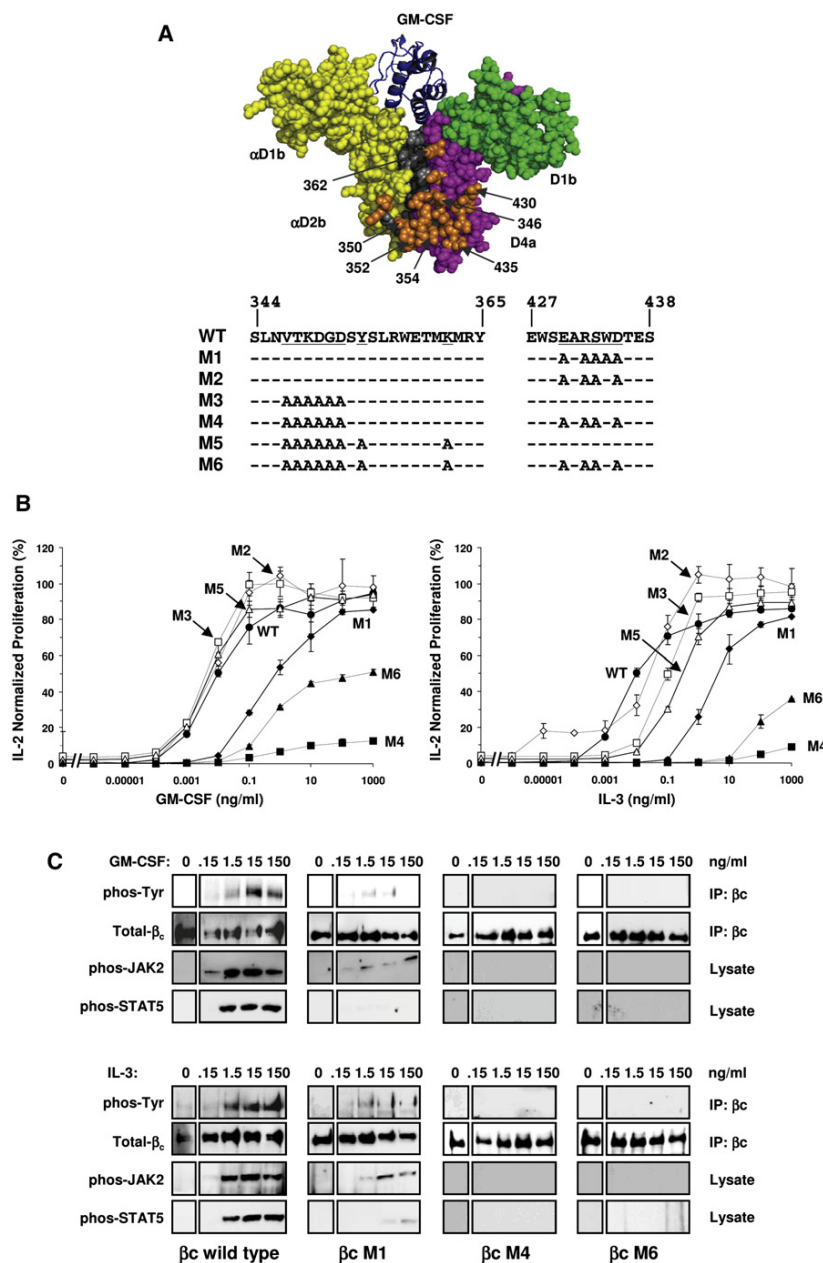 A
GM-CSF
αD1b
D1b
362
αD2b
430
346
350
D4a
352
354
435
344 365 427 438
WT SLNVTKDGDSYSLRWETMKMRY EWSEARSWDTES
M1 ---------------------- ---A-AAAA---
M2 ---------------------- ---A-AA-A---
M3 ---AAAAAA------------- ------------
M4 ---AAAAAA------------- ---A-AA-A---
M5 ---AAAAAA-A-------A--- ------------
M6 ---AAAAAA-A-------A--- ---A-AA-A---
B
IL-2 Normalized Proliferation (%)
120
100
80
60
40
20
0
M2
M5
M3
WT
M1
M6
M4
0 0.00001 0.001 0.1 10 1000
GM-CSF (ng/ml)
IL-2 Normalized Proliferation (%)
120
100
80
60
40
20
0
M2
M3
M5
WT
M1
M6
M4
0 0.00001 0.001 0.1 10 1000
IL-3 (ng/ml)
C
GM-CSF: 0 .15 1.5 15 150 0 .15 1.5 15 150 0 .15 1.5 15 150 0 .15 1.5 15 150 ng/ml
phos-Tyr IP: βc
Total-βc IP: βc
phos-JAK2 Lysate
phos-STAT5 Lysate
IL-3: 0 .15 1.5 15 150 0 .15 1.5 15 150 0 .15 1.5 15 150 0 .15 1.5 15 150 ng/ml
phos-Tyr IP: βc
Total-βc IP: βc
phos-JAK2 Lysate
phos-STAT5 Lysate
βc wild type βc M1 βc M4 βc M6